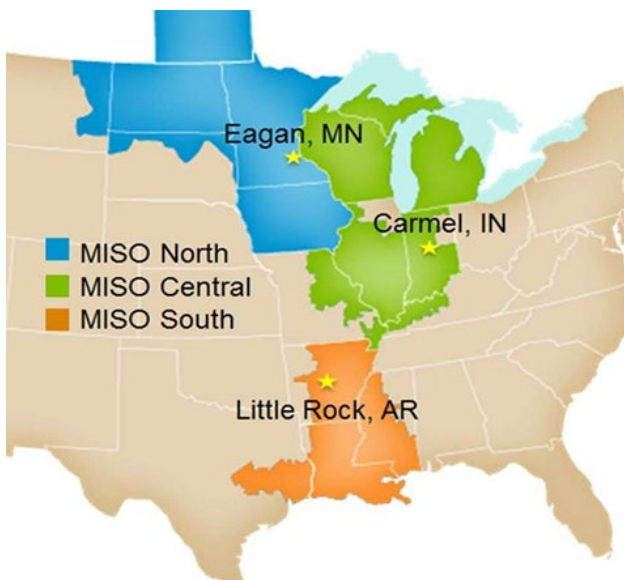 Eagan, MN
Carmel, IN
MISO North
MISO Central
MISO South
Little Rock, AR